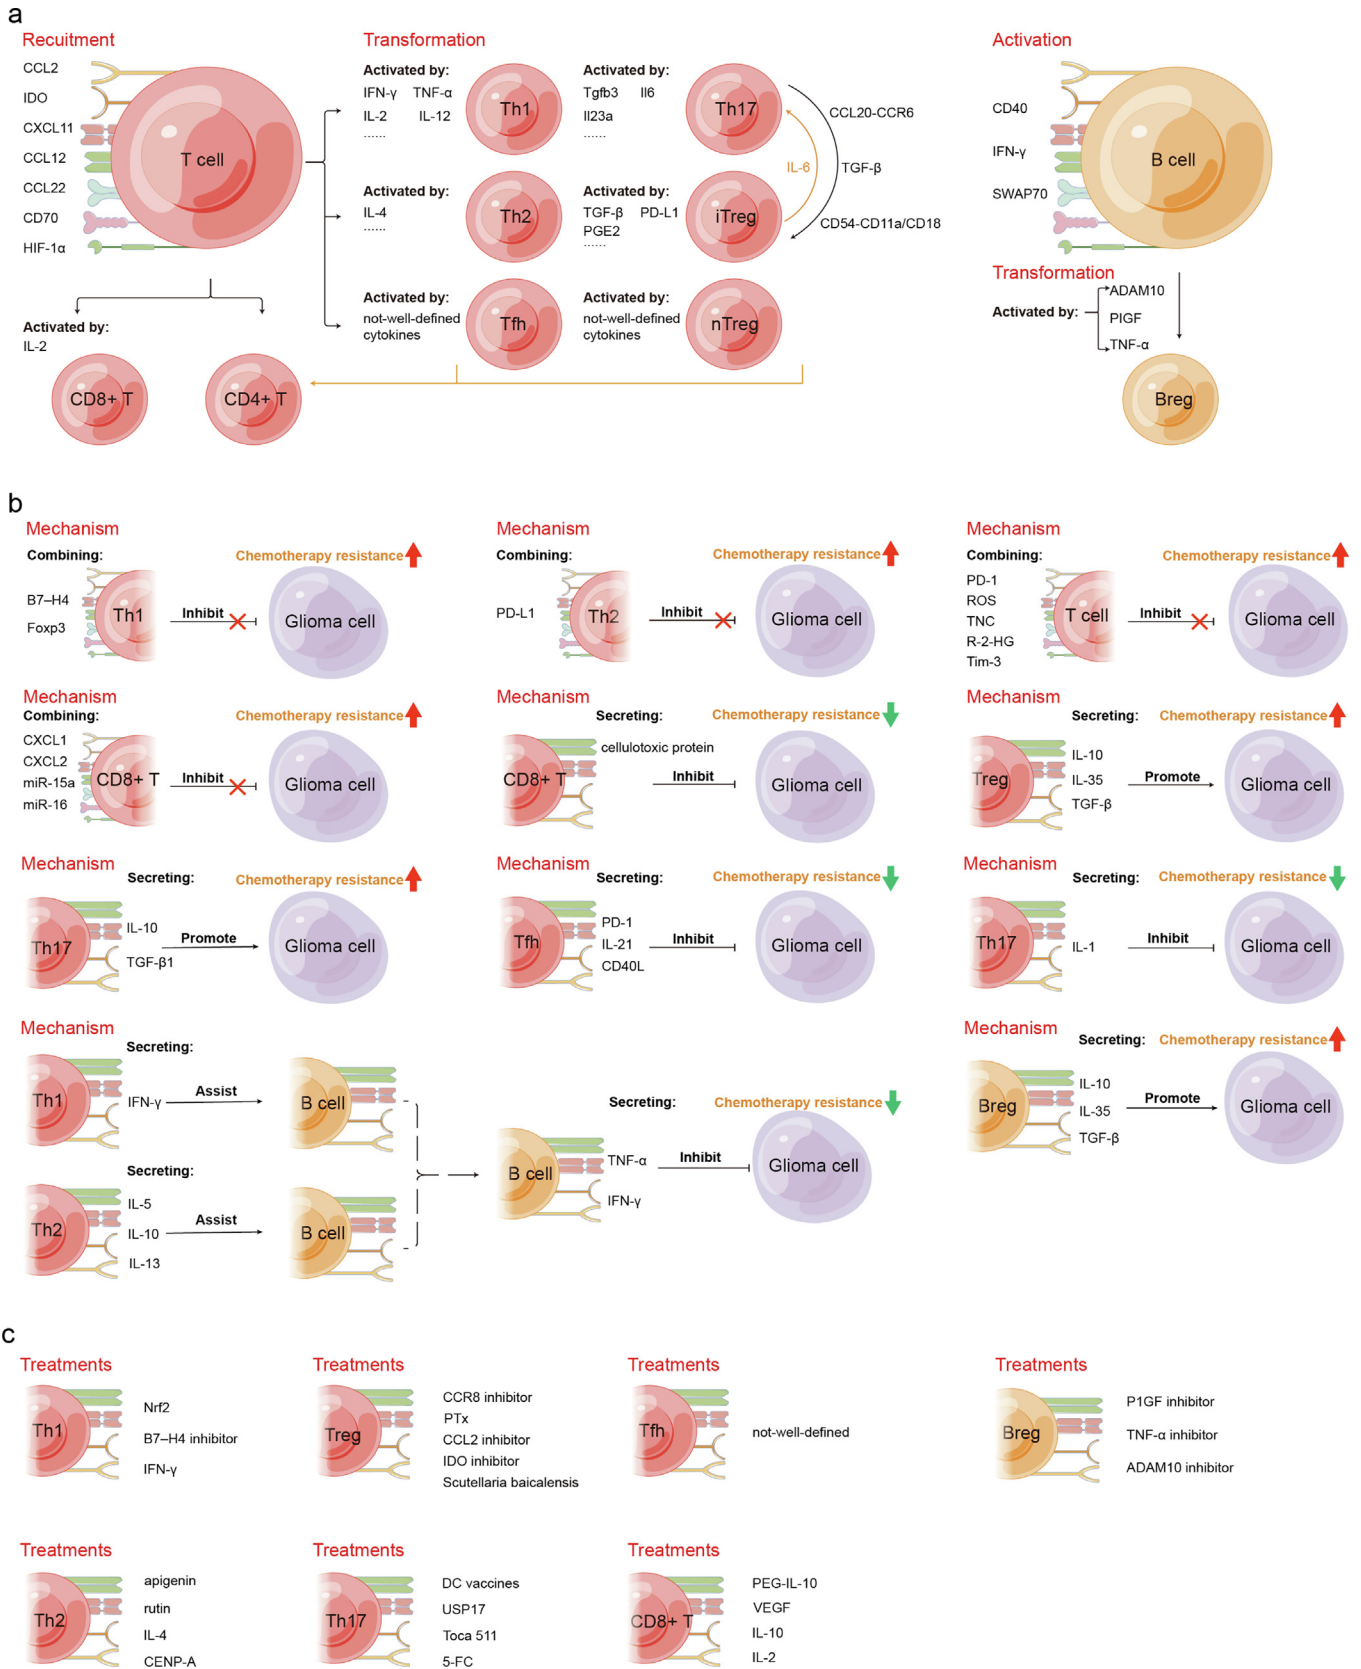 a
Recruitment
CCL2
IDO
CXCL11
CCL12
CCL22
CD70
HIF-1α
T cell
Activated by:
IL-2
CD8+ T
CD4+ T
Transformation
Activated by:
IFN-γ TNF-α
IL-2 IL-12
......
Th1
Activated by:
Tgfb3 Il6
Il23a
......
Th17
Activated by:
IL-4
......
Th2
Activated by:
TGF-β PD-L1
PGE2
......
iTreg
Activated by:
not-well-defined
cytokines
Tfh
Activated by:
not-well-defined
cytokines
nTreg
IL-6
CCL20-CCR6
TGF-β
CD54-CD11a/CD18
Activation
CD40
IFN-γ
SWAP70
B cell
Transformation
Activated by:
ADAM10
PIGF
TNF-α
Breg
b
Mechanism
Combining:
Chemotherapy resistance
B7–H4
Foxp3
Th1
Inhibit
Glioma cell
Mechanism
Combining:
Chemotherapy resistance
PD-L1
Th2
Inhibit
Glioma cell
Mechanism
Combining:
Chemotherapy resistance
PD-1
ROS
TNC
R-2-HG
Tim-3
T cell
Inhibit
Glioma cell
Mechanism
Combining:
Chemotherapy resistance
CXCL1
CXCL2
miR-15a
miR-16
CD8+ T
Inhibit
Glioma cell
Mechanism
Secreting:
Chemotherapy resistance
cellulotoxic protein
CD8+ T
Inhibit
Glioma cell
Mechanism
Secreting:
Chemotherapy resistance
Treg
IL-10
IL-35
TGF-β
Promote
Glioma cell
Mechanism
Secreting:
Chemotherapy resistance
Th17
IL-10
TGF-β1
Promote
Glioma cell
Mechanism
Secreting:
Chemotherapy resistance
Tfh
PD-1
IL-21
CD40L
Inhibit
Glioma cell
Mechanism
Secreting:
Chemotherapy resistance
Th17
IL-1
Inhibit
Glioma cell
Mechanism
Secreting:
Th1
IFN-γ
Assist
B cell
Secreting:
Th2
IL-5
IL-10
IL-13
Assist
B cell
Secreting:
Chemotherapy resistance
B cell
TNF-α
IFN-γ
Inhibit
Glioma cell
Mechanism
Secreting:
Chemotherapy resistance
Breg
IL-10
IL-35
TGF-β
Promote
Glioma cell
c
Treatments
Th1
Nrf2
B7–H4 inhibitor
IFN-γ
Treatments
Treg
CCR8 inhibitor
PTx
CCL2 inhibitor
IDO inhibitor
Scutellaria baicalensis
Treatments
Tfh
not-well-defined
Treatments
Breg
P1GF inhibitor
TNF-α inhibitor
ADAM10 inhibitor
Treatments
Th2
apigenin
rutin
IL-4
CENP-A
Treatments
Th17
DC vaccines
USP17
Toca 511
5-FC
Treatments
CD8+ T
PEG-IL-10
VEGF
IL-10
IL-2